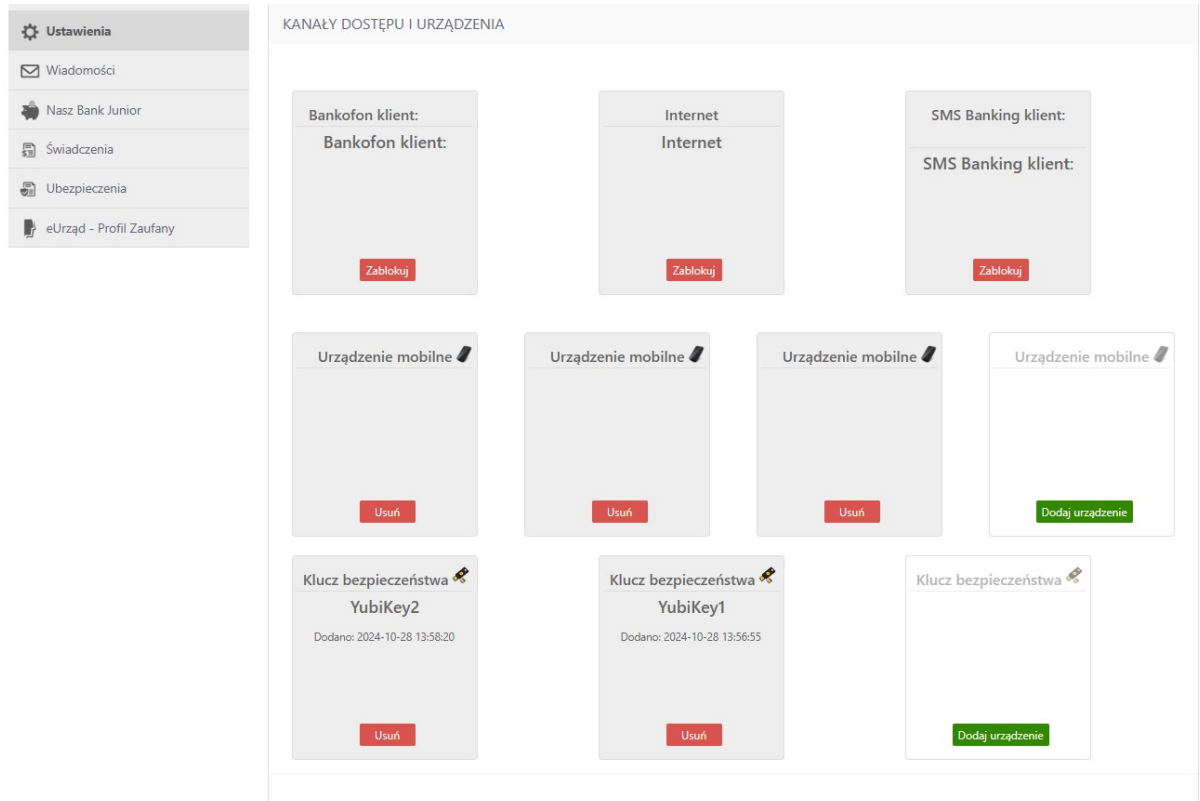 Ustawienia
Wiadomości
Nasz Bank Junior
Świadczenia
Ubezpieczenia
eUrząd - Profil Zaufany
KANAŁY DOSTĘPU I URZĄDZENIA
Bankofon klient:
Bankofon klient:
Zablokuj
Internet
Internet
Zablokuj
SMS Banking klient:
SMS Banking klient:
Zablokuj
Urządzenie mobilne
Usuń
Urządzenie mobilne
Usuń
Urządzenie mobilne
Usuń
Urządzenie mobilne
Dodaj urządzenie
Klucz bezpieczeństwa
YubiKey2
Dodano: 2024-10-28 13:58:20
Usuń
Klucz bezpieczeństwa
YubiKey1
Dodano: 2024-10-28 13:56:55
Usuń
Klucz bezpieczeństwa
Dodaj urządzenie